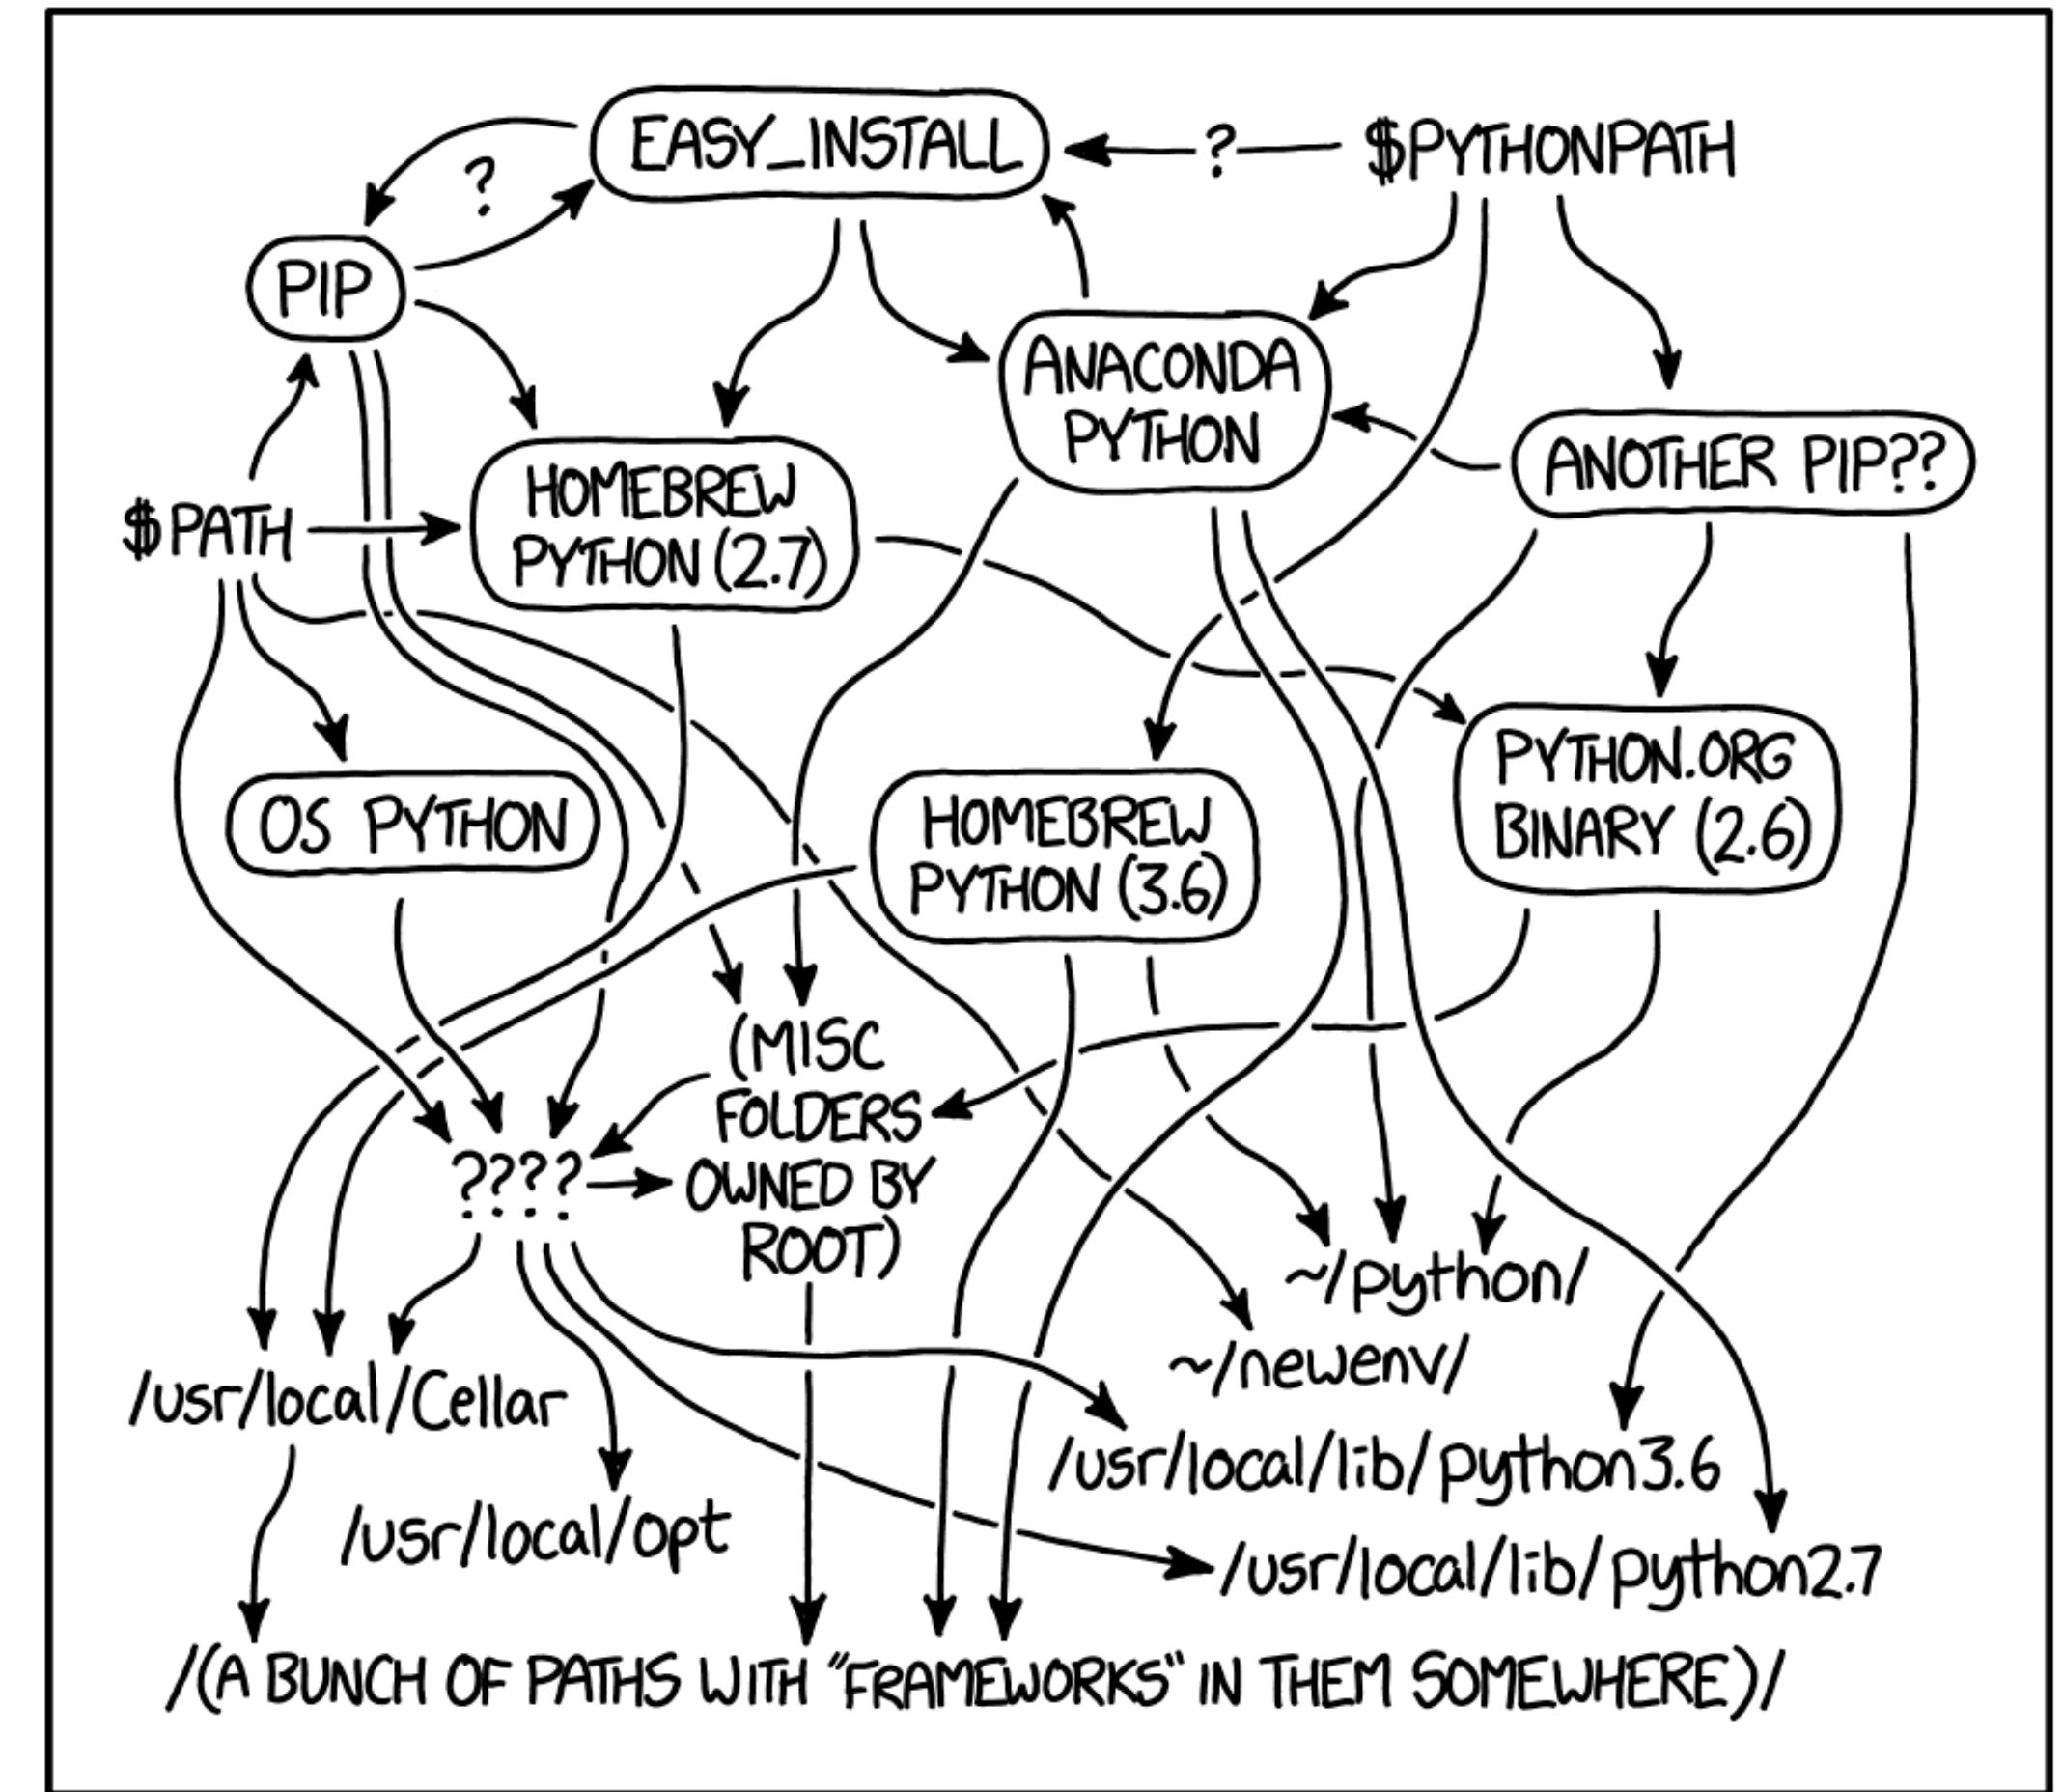 EASY_INSTALL
?
$PYTHONPATH
?
PIP
ANACONDA
PYTHON
ANOTHER PIP??
HOMEBREW
PYTHON (2.7)
$PATH
OS PYTHON
HOMEBREW
PYTHON (3.6)
PYTHON.ORG
BINARY (2.6)
(MISC
FOLDERS
OWNED BY
ROOT)
????
~/python/
~/newenv/
/usr/local/Cellar
/usr/local/lib/python3.6
/usr/local/opt
/usr/local/lib/python2.7
/(A BUNCH OF PATHS WITH "FRAMEWORKS" IN THEM SOMEWHERE)/